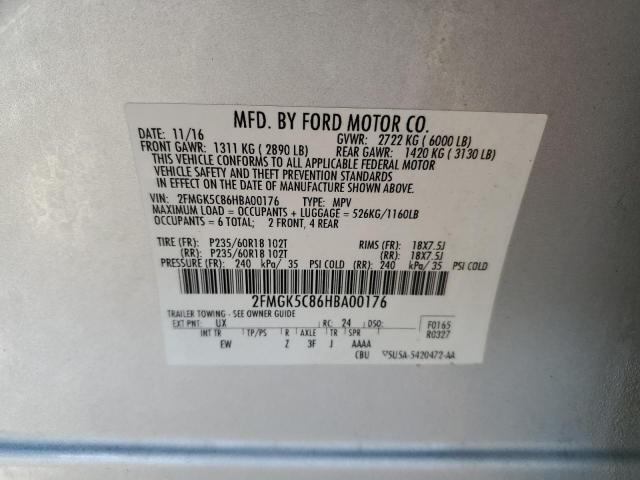 MFD. BY FORD MOTOR CO.
DATE: 11/16 GVWR: 2722 KG ( 6000 LB)
FRONT GAWR: 1311 KG ( 2890 LB) REAR GAWR: 1420 KG ( 3130 LB)
THIS VEHICLE CONFORMS TO ALL APPLICABLE FEDERAL MOTOR
VEHICLE SAFETY AND THEFT PREVENTION STANDARDS
IN EFFECT ON THE DATE OF MANUFACTURE SHOWN ABOVE.
VIN: 2FMGK5C86HBA00176 TYPE: MPV
MAXIMUM LOAD = OCCUPANTS + LUGGAGE = 526KG/1160LB
OCCUPANTS = 6 TOTAL; 2 FRONT, 4 REAR
TIRE (FR): P235/60R18 102T RIMS (FR): 18X7.5J
(RR): P235/60R18 102T (RR): 18X7.5J
PRESSURE (FR): 240 kPa/ 35 PSI COLD (RR): 240 kPa/ 35 PSI COLD
2FMGK5C86HBA00176
TRAILER TOWING - SEE OWNER GUIDE
EXT PNT: UX RC: 24 DSO: F0165
INT TR TP/PS R AXLE TR SPR R0327
EW Z 3F J AAAA
CBU 5U5A-5420472-AA